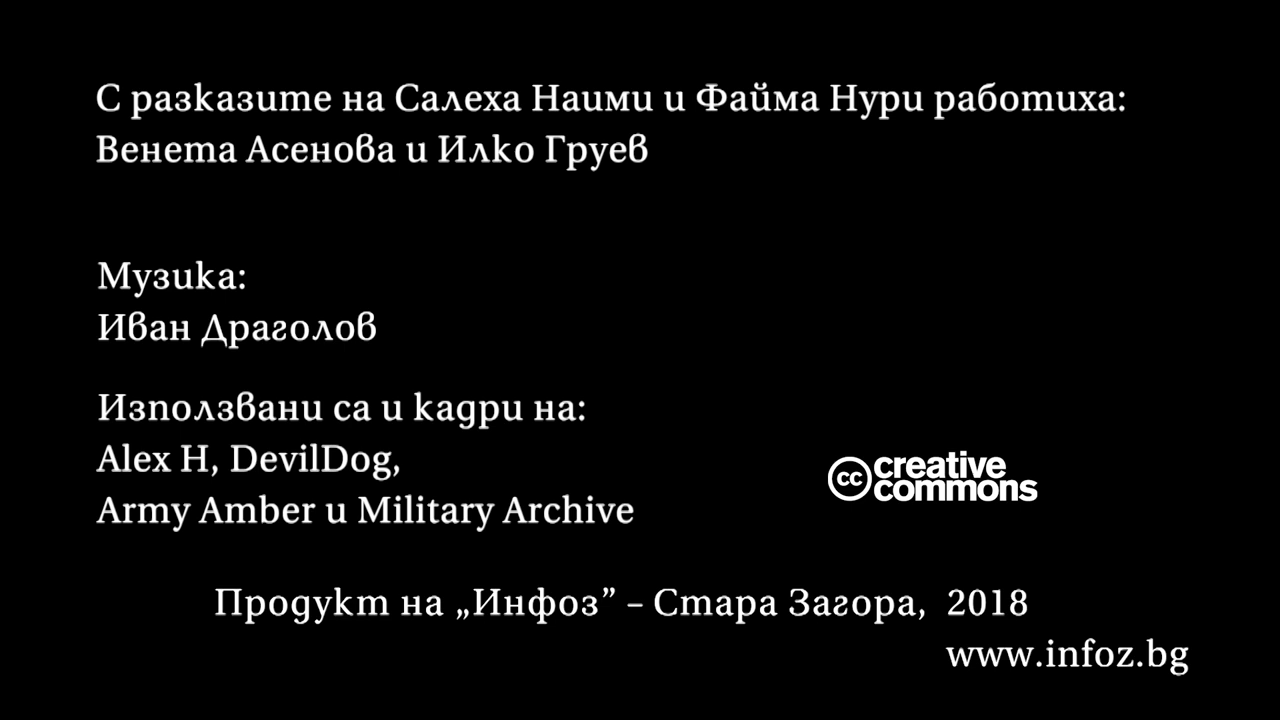 С разказите на Салеха Наими и Файма Нури работиха:
Венета Асенова и Илко Груев
Музика:
Иван Драголов
Използвани са и кадри на:
Alex H, DevilDog,
Army Amber и Military Archive
cc creative commons
Продукт на „Инфоз” – Стара Загора, 2018
www.infoz.bg